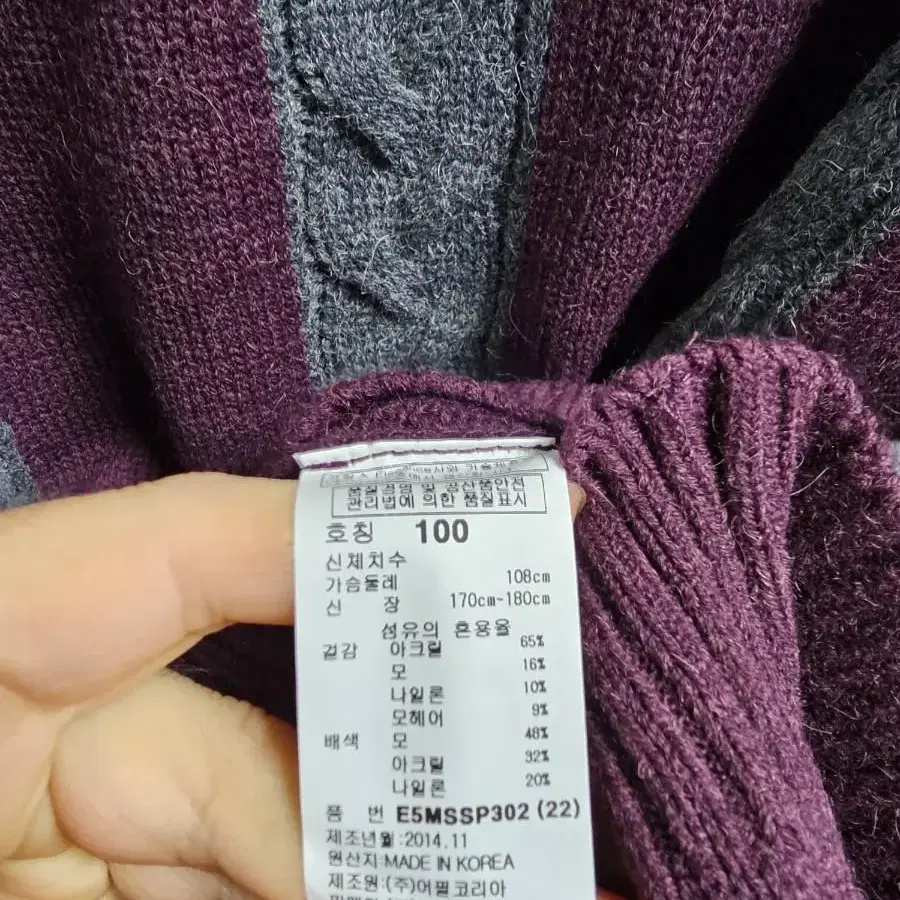 품질경영 및 공산품안전
관리법에 의한 품질표시
호칭 100
신체치수
가슴둘레 108cm
신 장 170cm~180cm
섬유의 혼용율
겉감 아크릴 65%
모 16%
나일론 10%
모헤어 9%
배색 모 48%
아크릴 32%
나일론 20%
품 번 E5MSSP302 (22)
제조년월:2014.11
원산지:MADE IN KOREA
제조원:(주)어필코리아